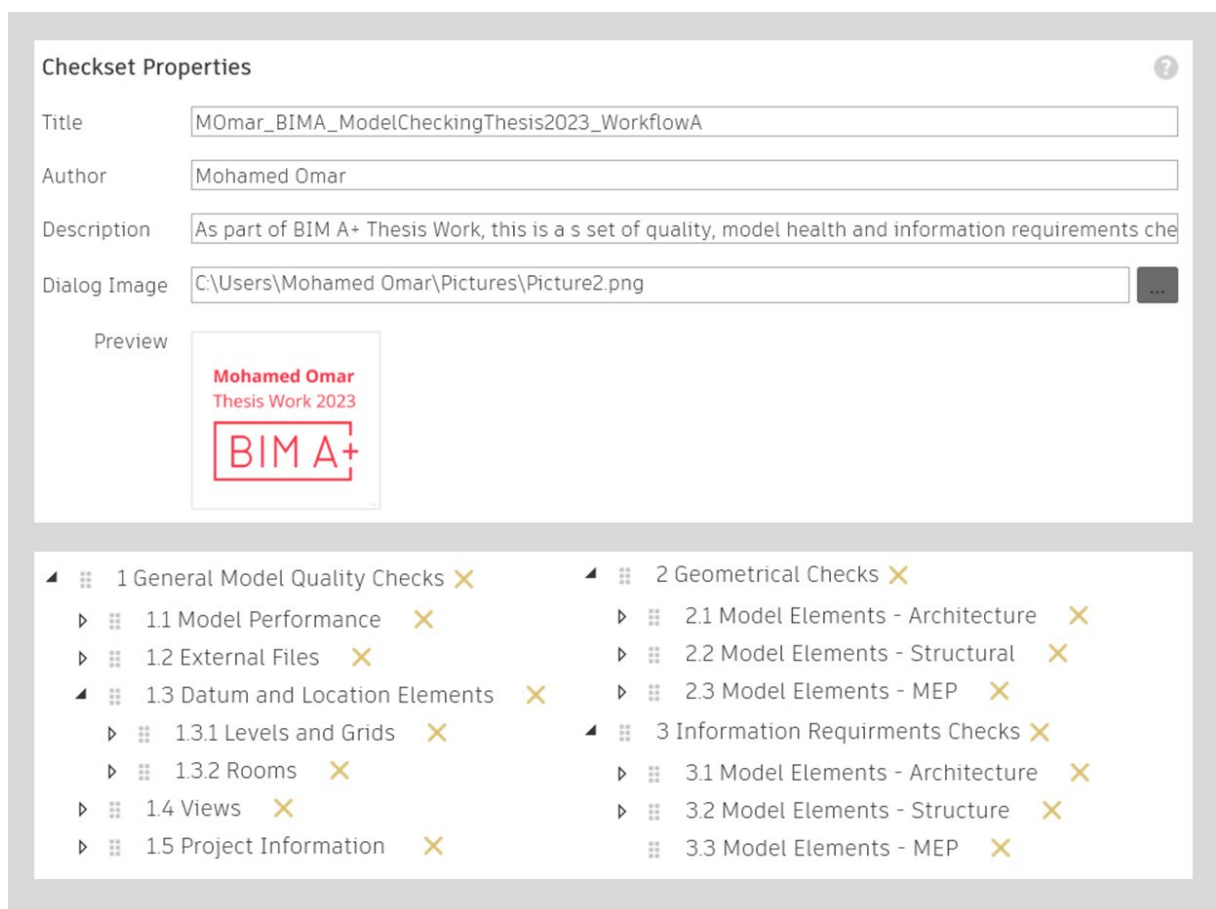 Checkset Properties
?
Title
MOmar_BIMA_ModelCheckingThesis2023_WorkflowA
Author
Mohamed Omar
Description
As part of BIM A+ Thesis Work, this is a s set of quality, model health and information requirements che
Dialog Image
C:\Users\Mohamed Omar\Pictures\Picture2.png
...
Preview
Mohamed Omar
Thesis Work 2023
BIM A+
1 General Model Quality Checks
1.1 Model Performance
1.2 External Files
1.3 Datum and Location Elements
1.3.1 Levels and Grids
1.3.2 Rooms
1.4 Views
1.5 Project Information
2 Geometrical Checks
2.1 Model Elements - Architecture
2.2 Model Elements - Structural
2.3 Model Elements - MEP
3 Information Requirments Checks
3.1 Model Elements - Architecture
3.2 Model Elements - Structure
3.3 Model Elements - MEP